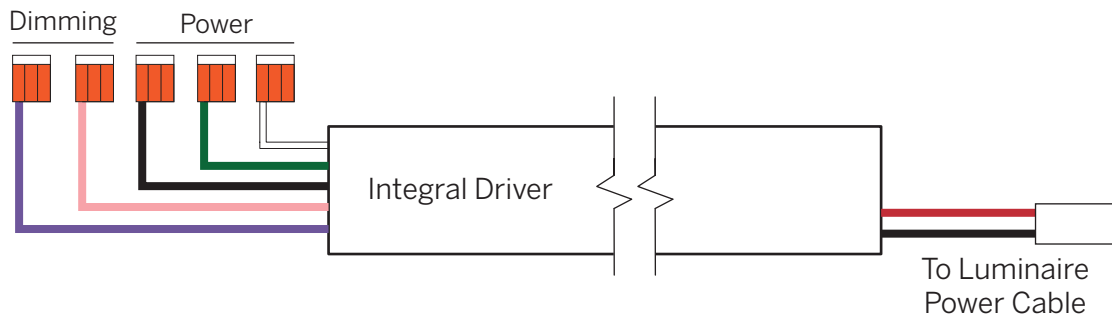 Dimming
Power
Integral Driver
To Luminaire
Power Cable